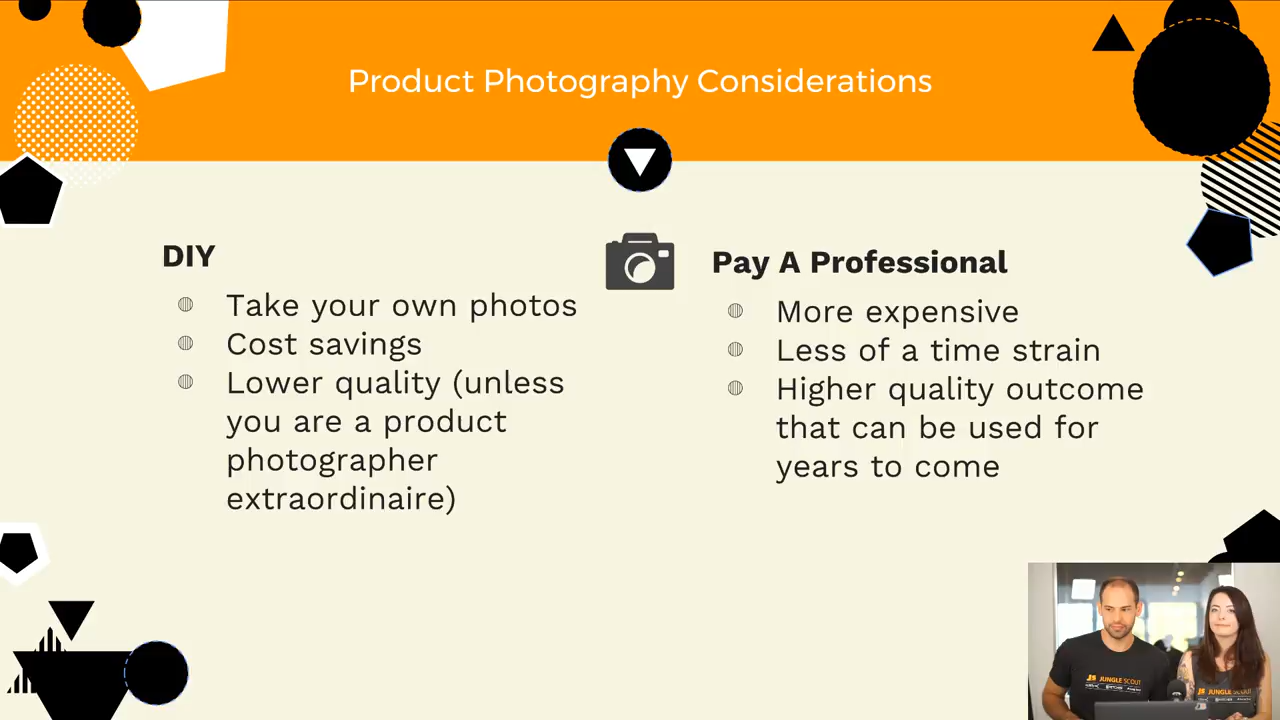 Product Photography Considerations
DIY
Take your own photos
Cost savings
Lower quality (unless
you are a product
photographer
extraordinaire)
Pay A Professional
More expensive
Less of a time strain
Higher quality outcome
that can be used for
years to come
JS JUNGLE SCOUT
JUNGLE SCOUT